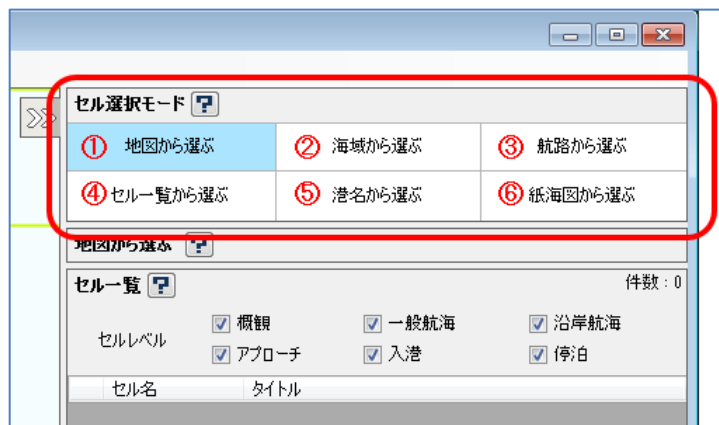 セル選択モード ?
① 地図から選ぶ ② 海域から選ぶ ③ 航路から選ぶ
④ セル一覧から選ぶ ⑤ 港名から選ぶ ⑥ 紙海図から選ぶ
地図から選ぶ ?
セル一覧 ? 件数:0
セルレベル
概観 一般航海 沿岸航海
アプローチ 入港 停泊
セル名 タイトル